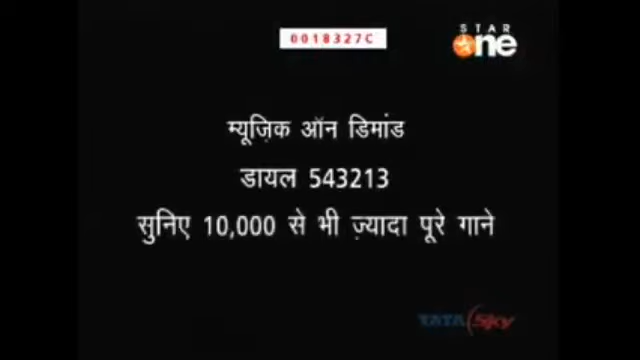 0018327C
STAR
one
म्यूज़िक ऑन डिमांड
डायल 543213
सुनिए 10,000 से भी ज़्यादा पूरे गाने
TATA Sky